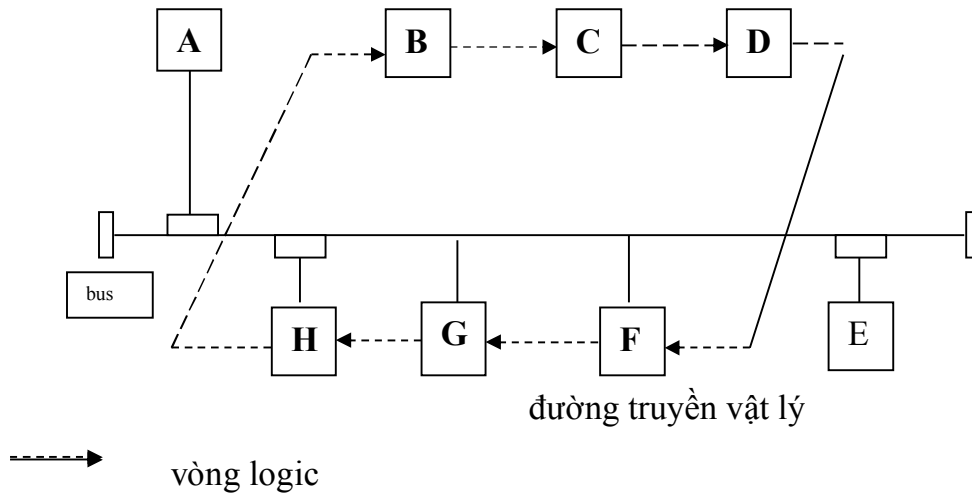 A B C D
bus
H G F E
đường truyền vật lý
vòng logic